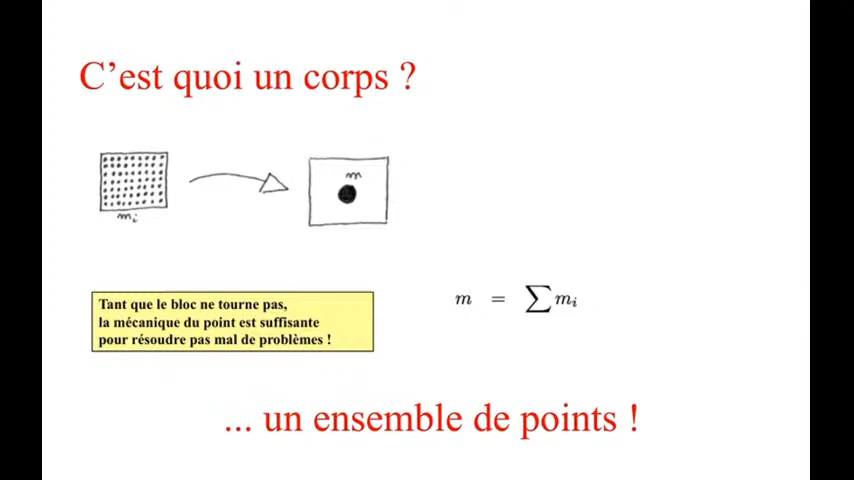 C'est quoi un corps ?
m
mi
Tant que le bloc ne tourne pas,
la mécanique du point est suffisante
pour résoudre pas mal de problèmes !
m = ∑ mi
... un ensemble de points !